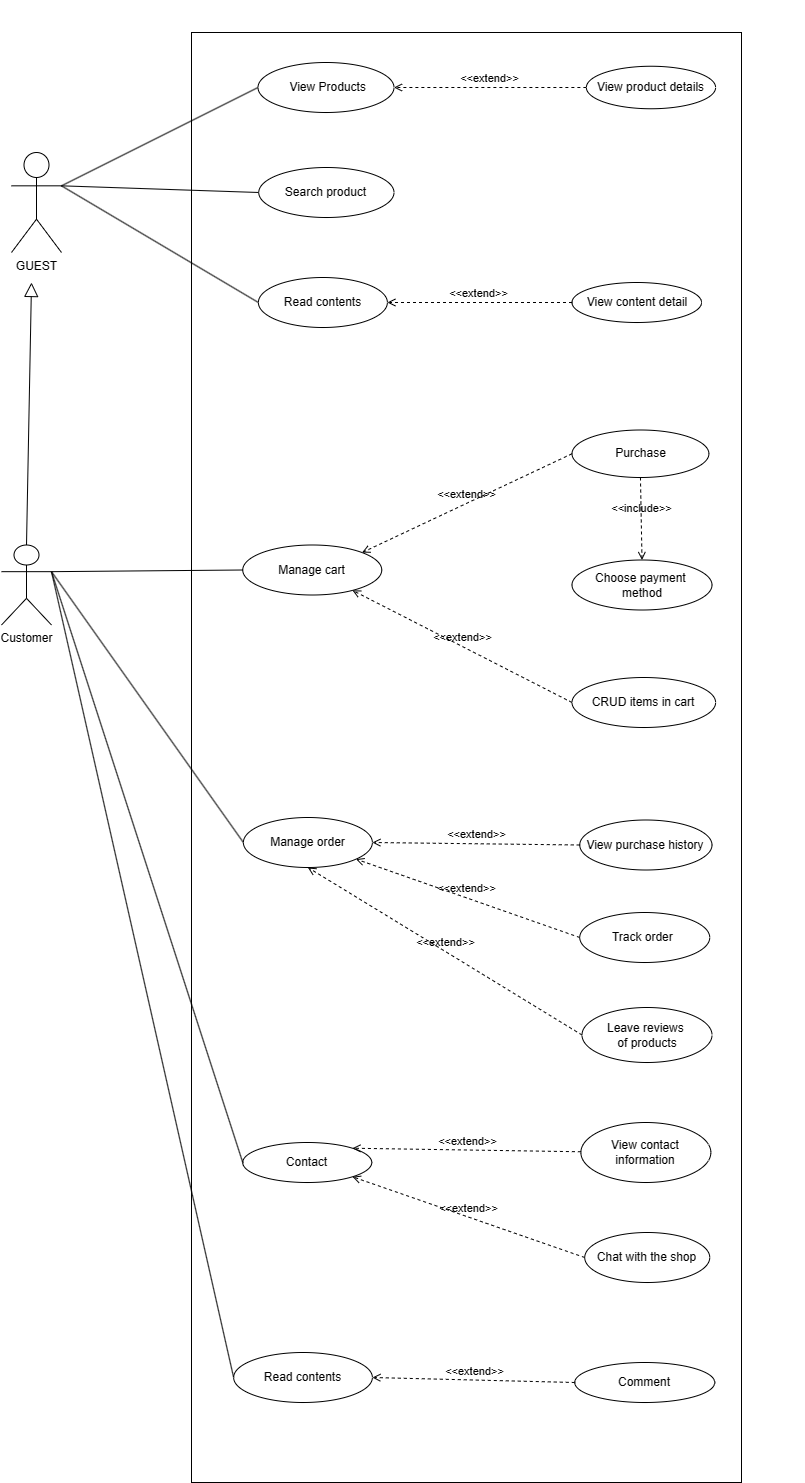 View Products
<<extend>>
View product details
Search product
GUEST
Read contents
<<extend>>
View content detail
Purchase
<<extend>>
<<include>>
Manage cart
Choose payment
method
Customer
<<extend>>
CRUD items in cart
Manage order
<<extend>>
View purchase history
<<extend>>
Track order
<<extend>>
Leave reviews
of products
Contact
<<extend>>
View contact
information
<<extend>>
Chat with the shop
Read contents
<<extend>>
Comment